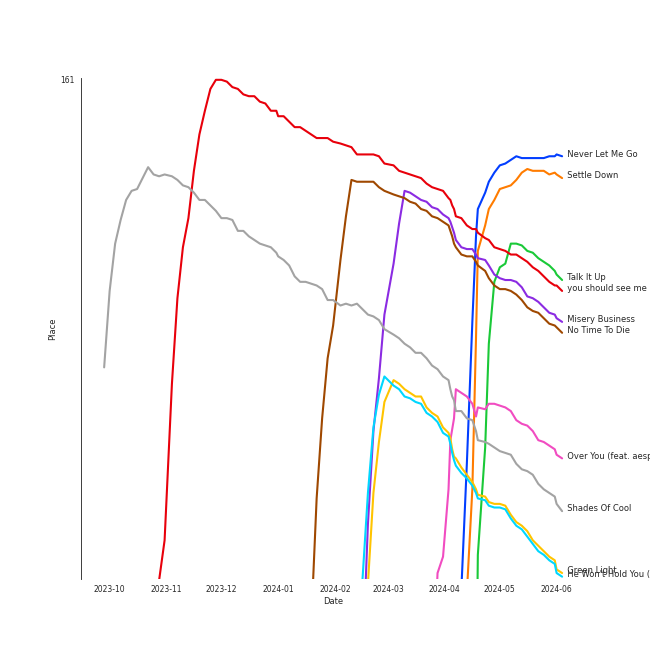 161
Never Let Me Go
Settle Down
Talk It Up
you should see me
Misery Business
No Time To Die
Place
Over You (feat. aesp
Shades Of Cool
Green Light
He Won't Hold You (
2023-10 2023-11 2023-12 2024-01 2024-02 2024-03 2024-04 2024-05 2024-06
Date